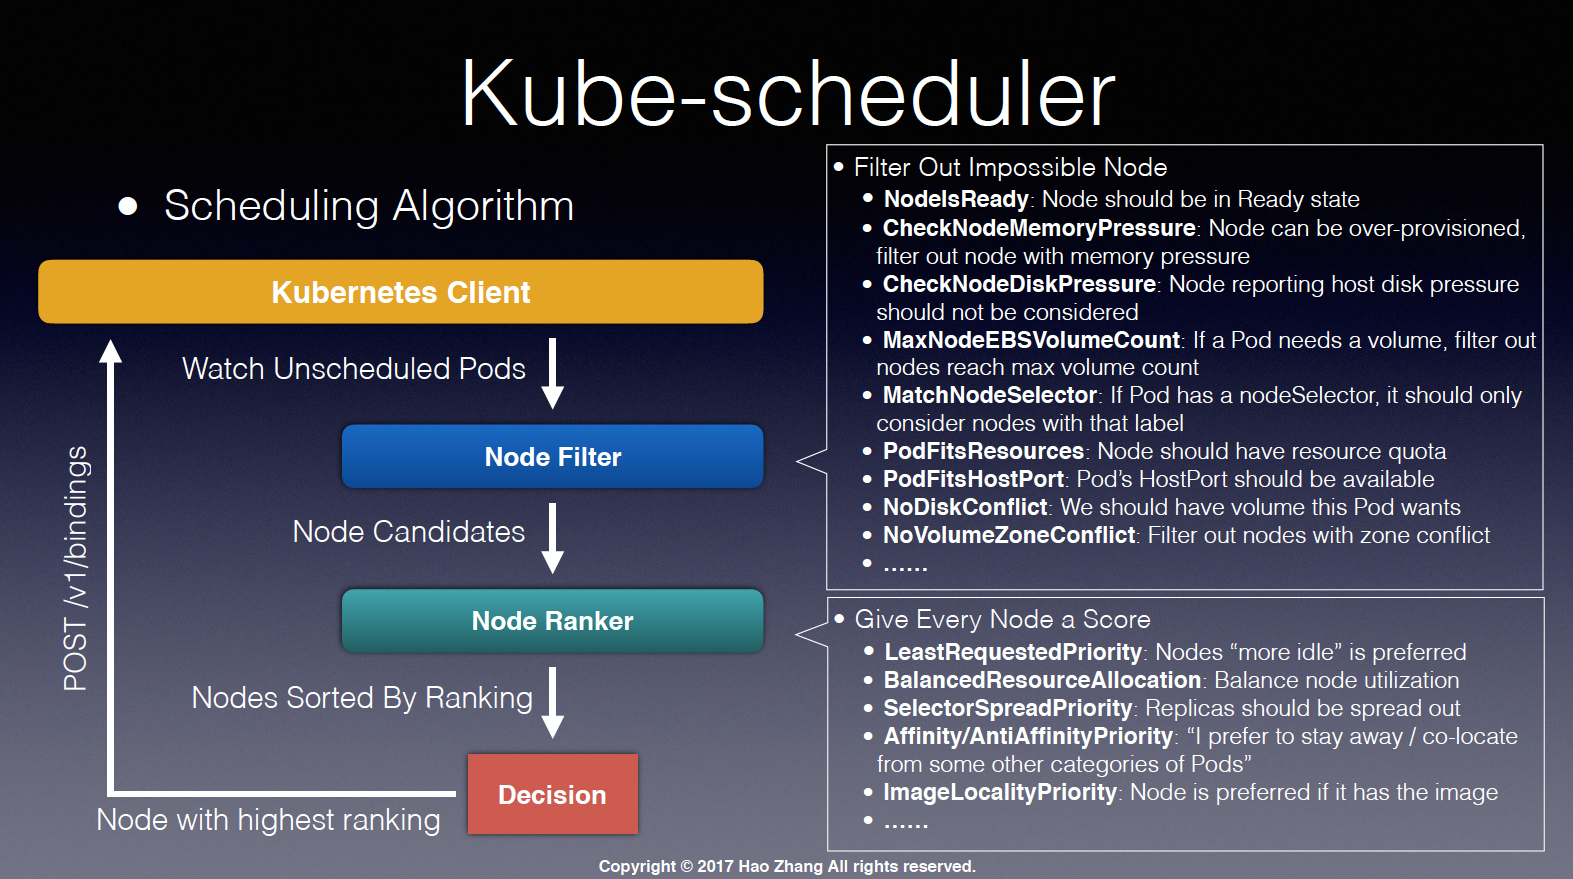 Kube-scheduler
• Scheduling Algorithm
Kubernetes Client
Watch Unscheduled Pods
Node Filter
Node Candidates
Node Ranker
Nodes Sorted By Ranking
Decision
Node with highest ranking
POST /v1/bindings
• Filter Out Impossible Node
• NodeIsReady: Node should be in Ready state
• CheckNodeMemoryPressure: Node can be over-provisioned,
filter out node with memory pressure
• CheckNodeDiskPressure: Node reporting host disk pressure
should not be considered
• MaxNodeEBSVolumeCount: If a Pod needs a volume, filter out
nodes reach max volume count
• MatchNodeSelector: If Pod has a nodeSelector, it should only
consider nodes with that label
• PodFitsResources: Node should have resource quota
• PodFitsHostPort: Pod’s HostPort should be available
• NoDiskConflict: We should have volume this Pod wants
• NoVolumeZoneConflict: Filter out nodes with zone conflict
• ......
• Give Every Node a Score
• LeastRequestedPriority: Nodes “more idle” is preferred
• BalancedResourceAllocation: Balance node utilization
• SelectorSpreadPriority: Replicas should be spread out
• Affinity/AntiAffinityPriority: “I prefer to stay away / co-locate
from some other categories of Pods”
• ImageLocalityPriority: Node is preferred if it has the image
• ......
Copyright © 2017 Hao Zhang All rights reserved.